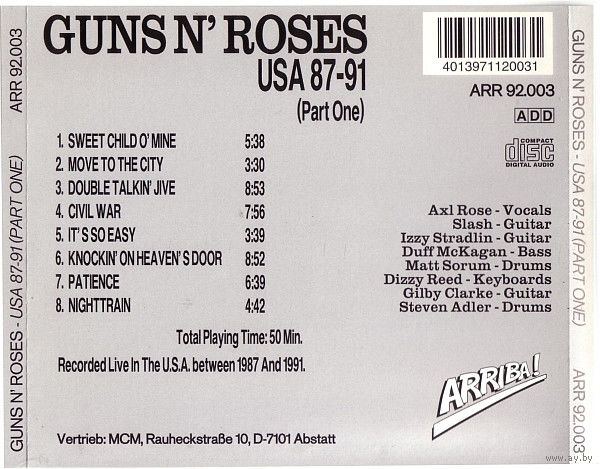 GUNS N' ROSES
USA 87-91
(Part One)
4013971120031
ARR 92.003
ADD
COMPACT
disc
DIGITAL AUDIO
1. SWEET CHILD O' MINE 5:38
2. MOVE TO THE CITY 3:30
3. DOUBLE TALKIN' JIVE 8:53
4. CIVIL WAR 7:56
5. IT'S SO EASY 3:39
6. KNOCKIN' ON HEAVEN'S DOOR 8:52
7. PATIENCE 6:39
8. NIGHTTRAIN 4:42
Axl Rose - Vocals
Slash - Guitar
Izzy Stradlin - Guitar
Duff McKagan - Bass
Matt Sorum - Drums
Dizzy Reed - Keyboards
Gilby Clarke - Guitar
Steven Adler - Drums
Total Playing Time: 50 Min.
Recorded Live In The U.S.A. between 1987 And 1991.
ARRIBA!
Vertrieb: MCM, Rauheckstraße 10, D-7101 Abstatt
GUNS N' ROSES - USA 87-91 (PART ONE) ARR 92.003
GUNS N' ROSES - USA 87-91 (PART ONE) ARR 92.003
www.ay.by